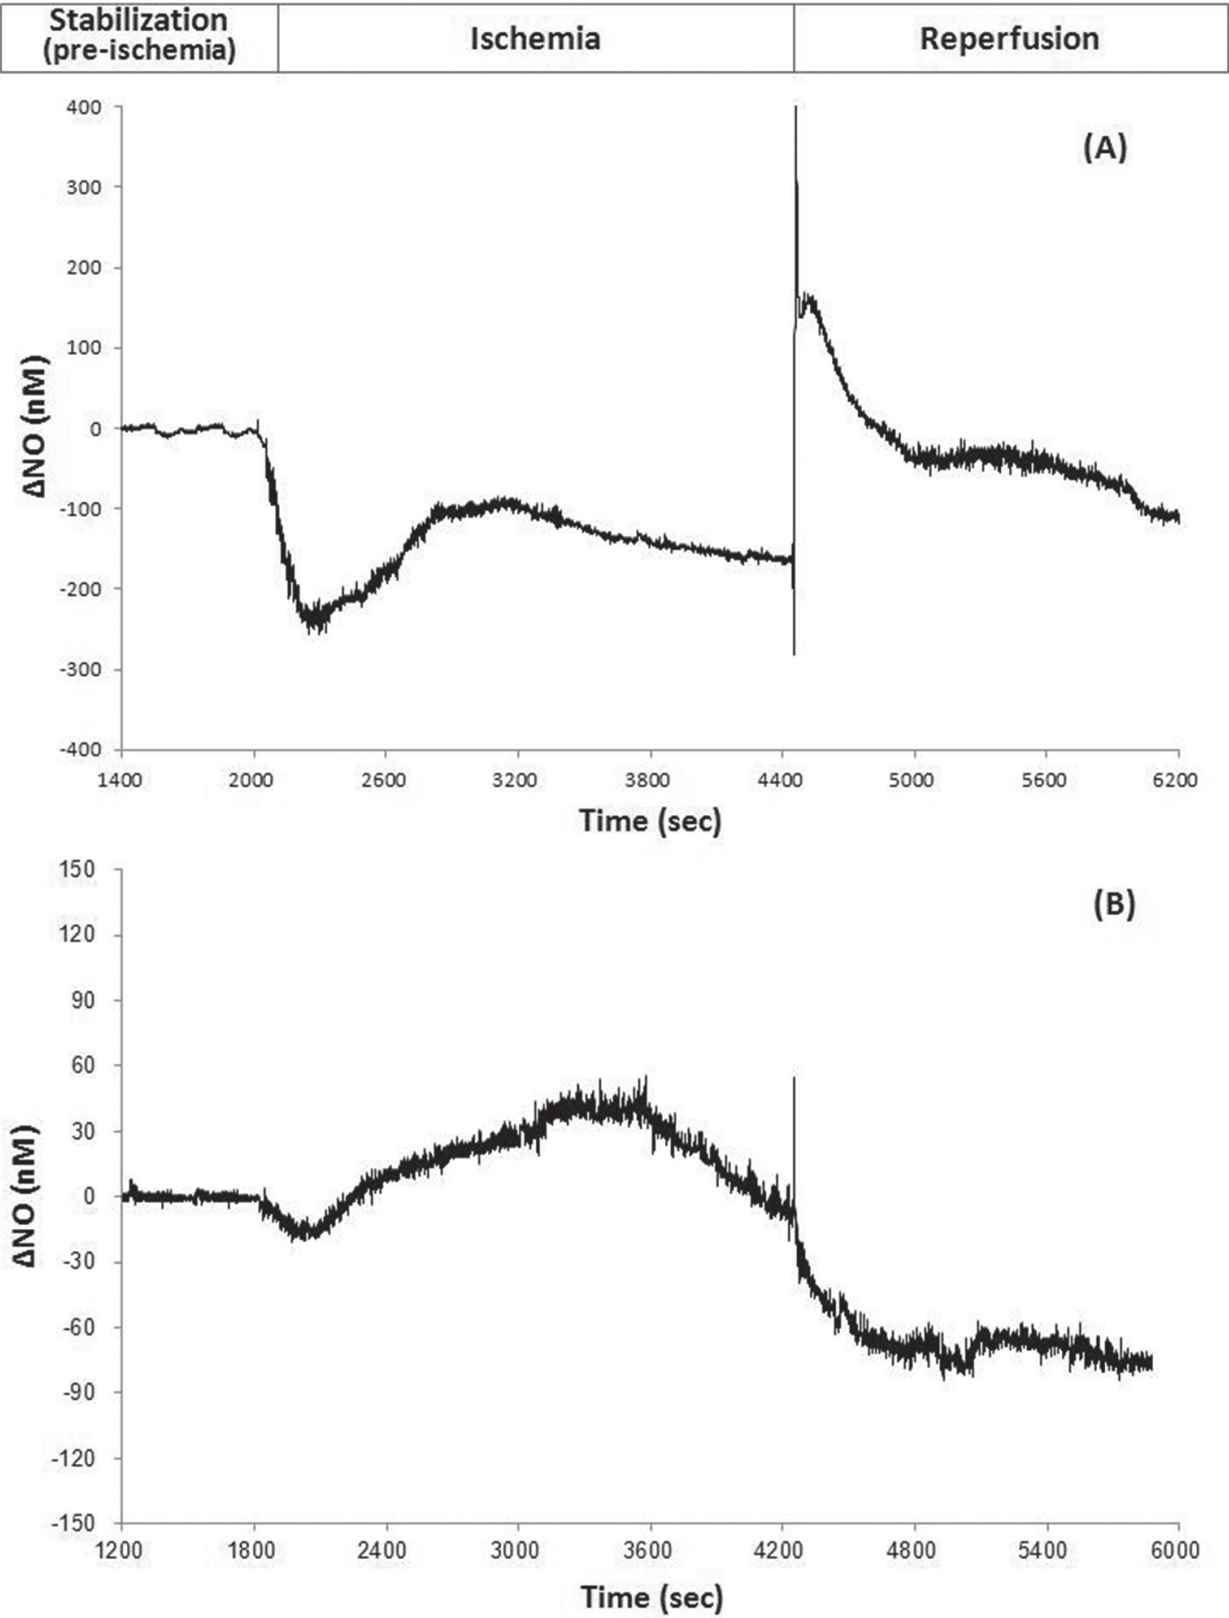 Stabilization
(pre-ischemia)
Ischemia
Reperfusion
(A)
400
300
200
100
0
-100
-200
-300
-400
ΔNO (nM)
1400 2000 2600 3200 3800 4400 5000 5600 6200
Time (sec)
(B)
150
120
90
60
30
0
-30
-60
-90
-120
-150
ΔNO (nM)
1200 1800 2400 3000 3600 4200 4800 5400 6000
Time (sec)